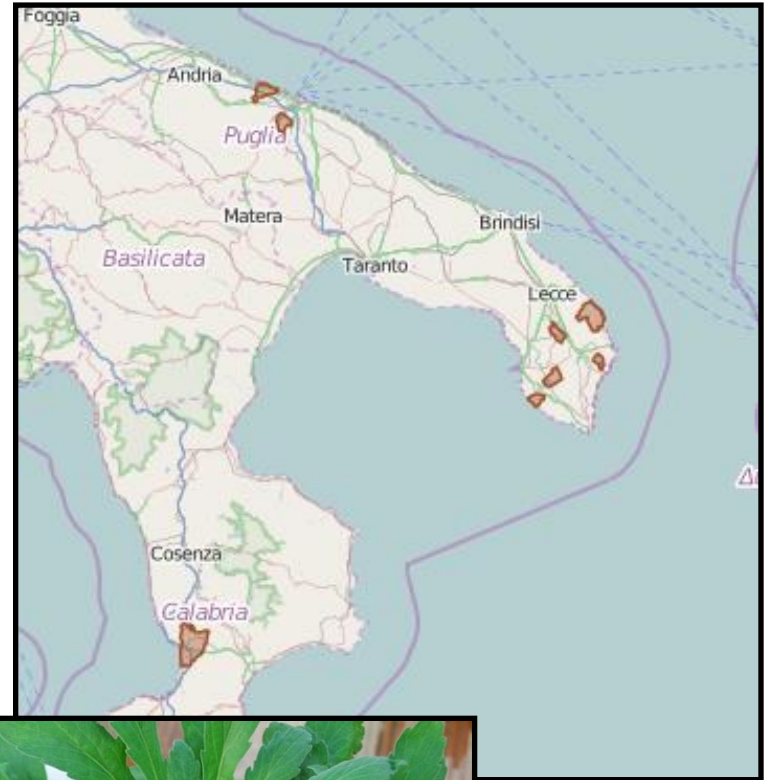 Foggia
Andria
Puglia
Matera
Brindisi
Basilicata
Taranto
Lecce
Cosenza
Calabria